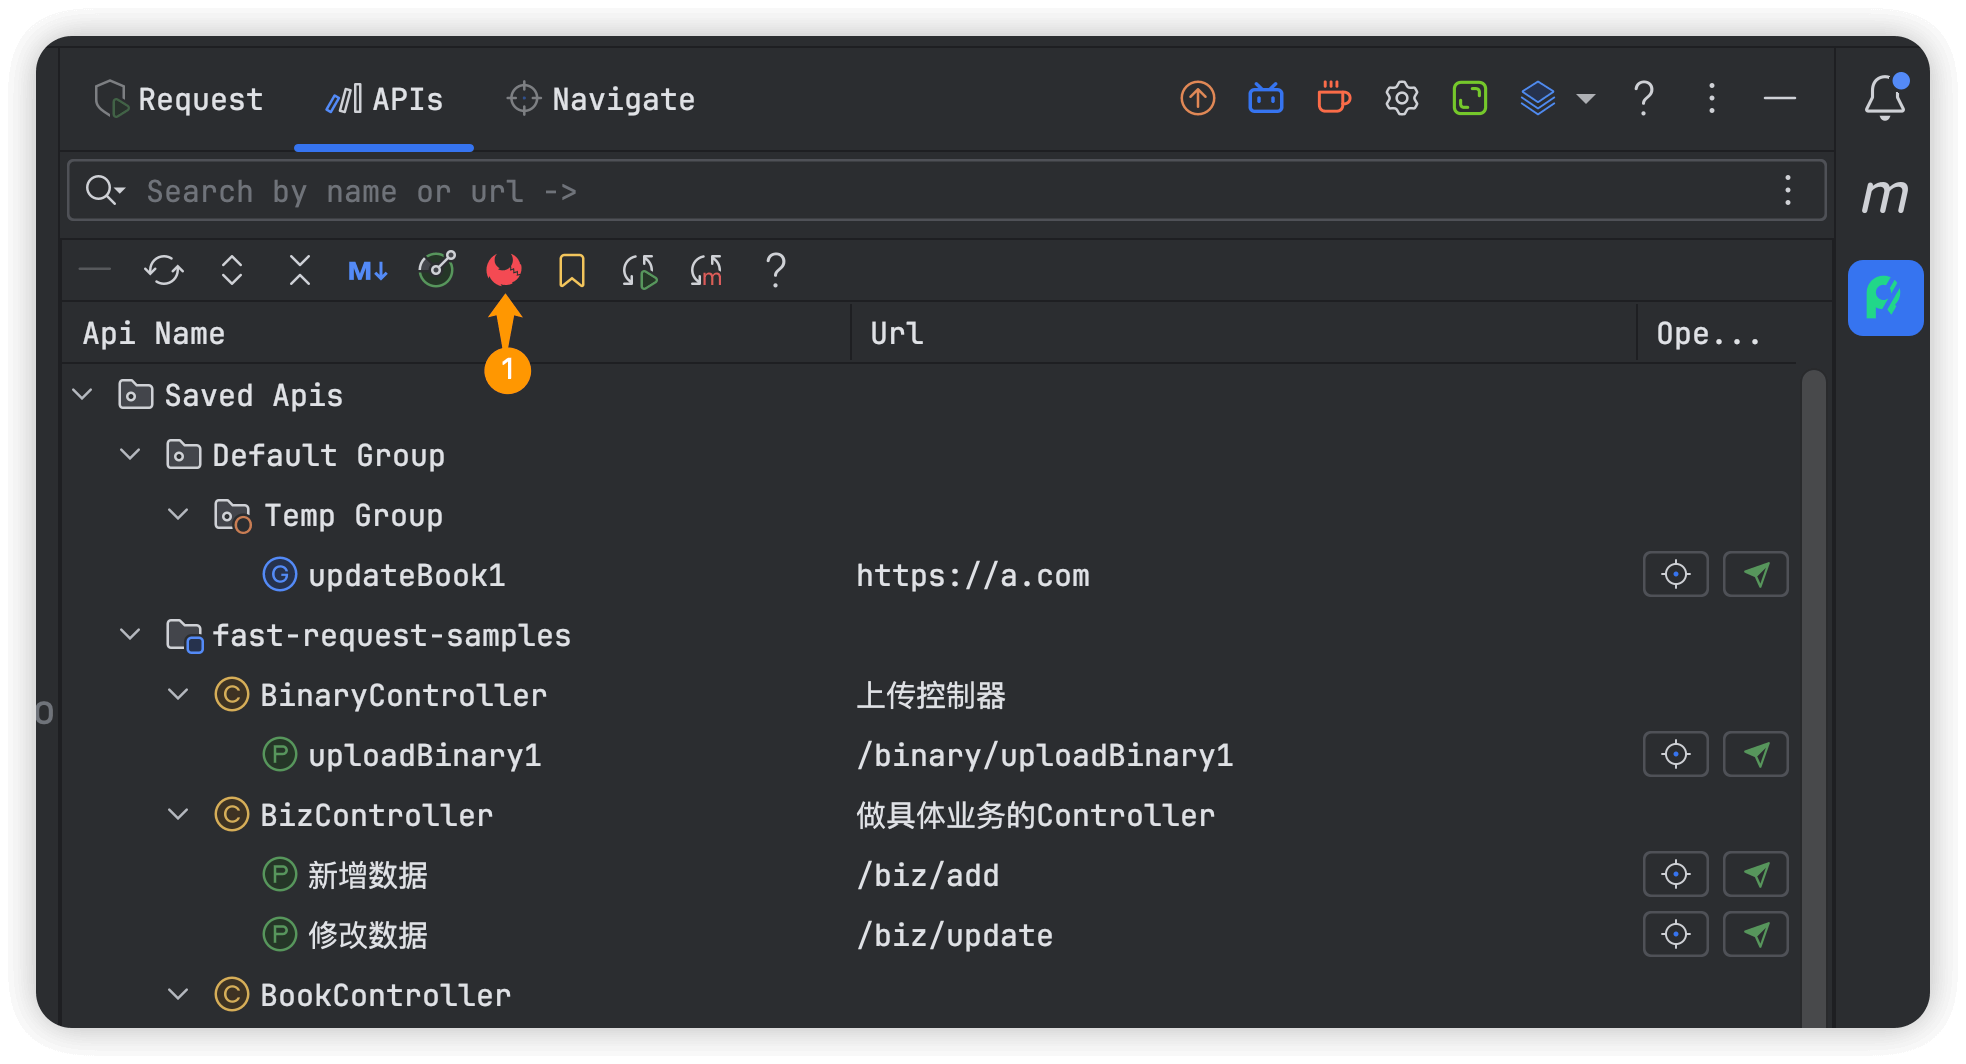 Request APIs Navigate
Search by name or url ->
M↓ m ?
1
Api Name Url Ope...
Saved Apis
Default Group
Temp Group
G updateBook1 https://a.com
fast-request-samples
C BinaryController 上传控制器
P uploadBinary1 /binary/uploadBinary1
C BizController 做具体业务的Controller
P 新增数据 /biz/add
P 修改数据 /biz/update
C BookController
m
o